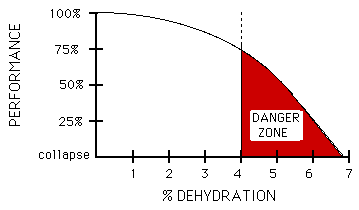 100%
75%
50%
25%
collapse
PERFORMANCE
DANGER
ZONE
1 2 3 4 5 6 7
% DEHYDRATION